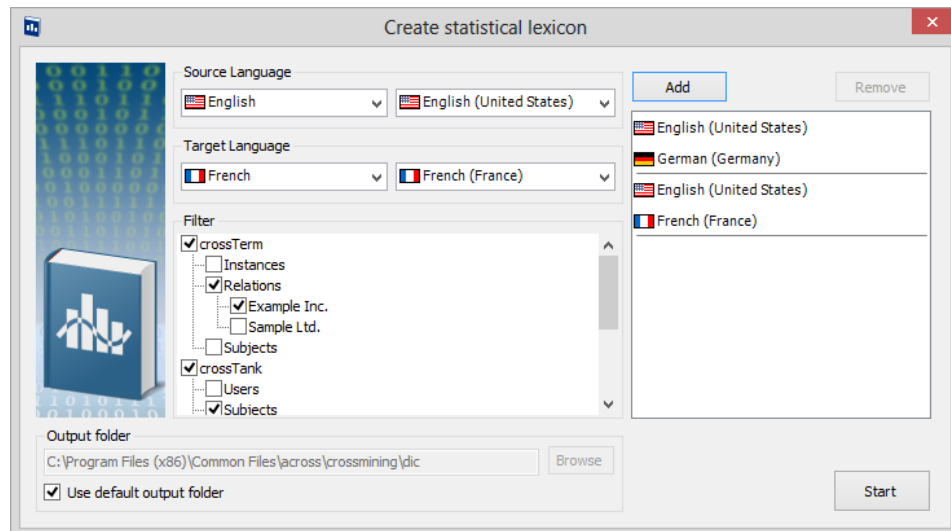 Create statistical lexicon
Source Language
English
English (United States)
Target Language
French
French (France)
Filter
crossTerm
Instances
Relations
Example Inc.
Sample Ltd.
Subjects
crossTank
Users
Subjects
Add
Remove
English (United States)
German (Germany)
English (United States)
French (France)
Output folder
C:\Program Files (x86)\Common Files\across\crossmining\dic
Browse
Use default output folder
Start